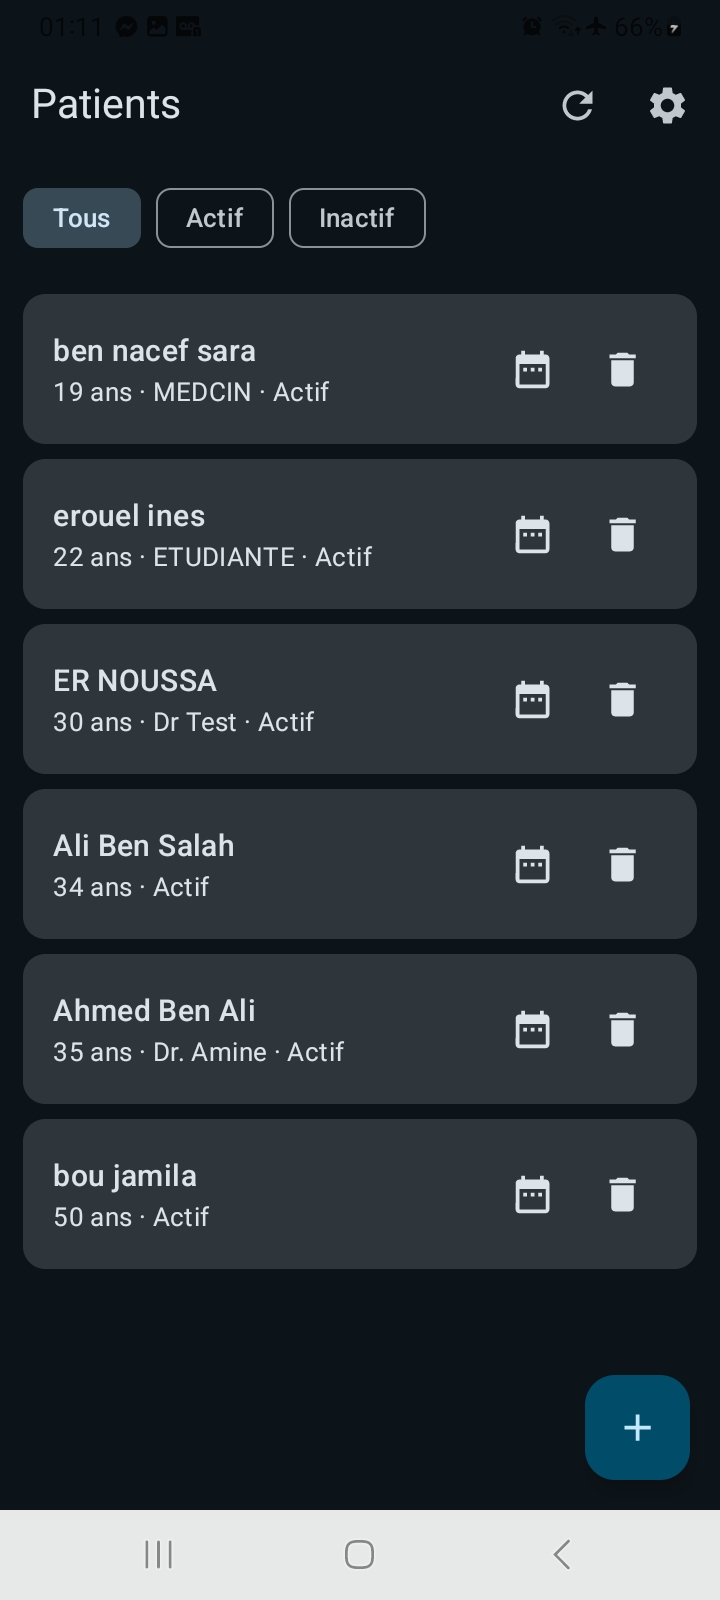 01:11
66%
Patients
Tous
Actif
Inactif
ben nacef sara
19 ans · MEDCIN · Actif
erouel ines
22 ans · ETUDIANTE · Actif
ER NOUSSA
30 ans · Dr Test · Actif
Ali Ben Salah
34 ans · Actif
Ahmed Ben Ali
35 ans · Dr. Amine · Actif
bou jamila
50 ans · Actif